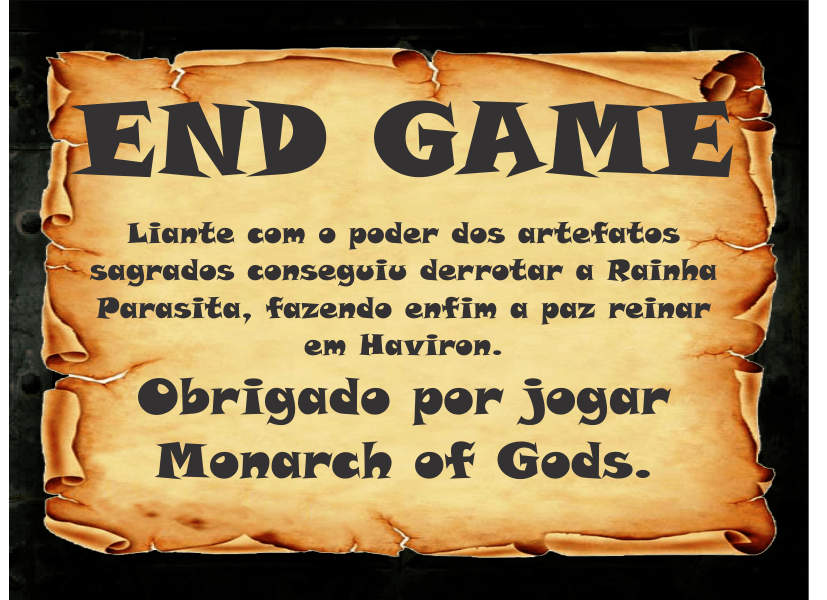 END GAME
Liante com o poder dos artefatos
sagrados conseguiu derrotar a Rainha
Parasita, fazendo enfim a paz reinar
em Haviron.
Obrigado por jogar
Monarch of Gods.